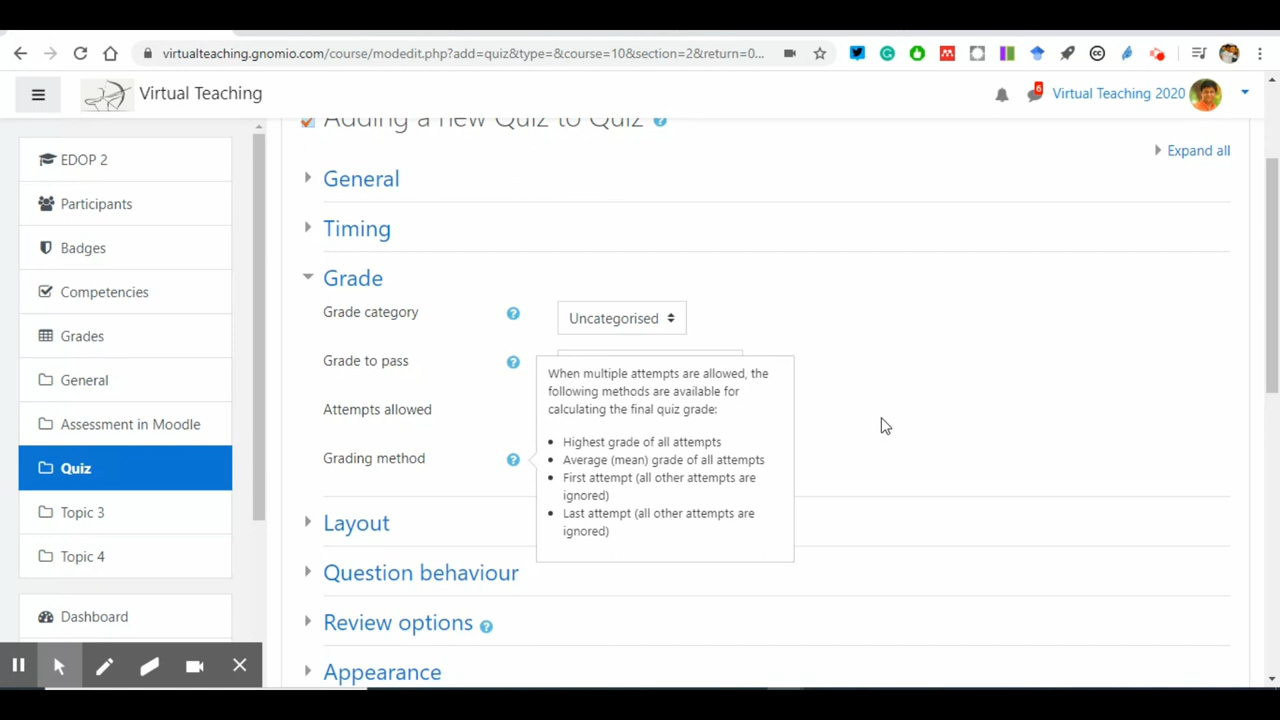 virtualteaching.gnomio.com/course/modedit.php?add=quiz&type=&course=10&section=2&return=0...
Virtual Teaching
6
Virtual Teaching 2020
EDOP 2
Participants
Badges
Competencies
Grades
General
Assessment in Moodle
Quiz
Topic 3
Topic 4
Dashboard
Adding a new Quiz to Quiz
Expand all
General
Timing
Grade
Grade category
Uncategorised
Grade to pass
Attempts allowed
Grading method
When multiple attempts are allowed, the
following methods are available for
calculating the final quiz grade:
Highest grade of all attempts
Average (mean) grade of all attempts
First attempt (all other attempts are
ignored)
Last attempt (all other attempts are
ignored)
Layout
Question behaviour
Review options
Appearance